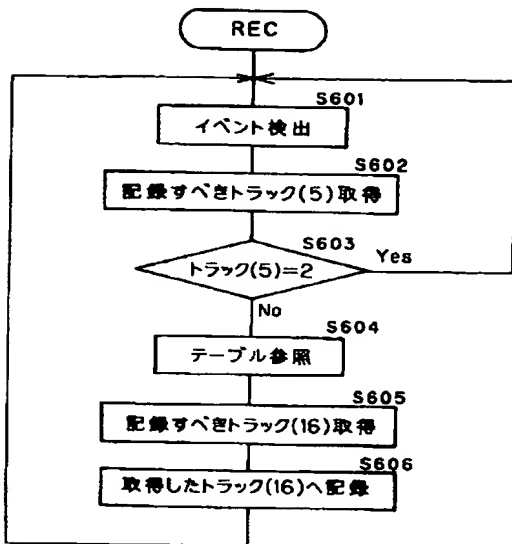 REC
S601
イベント検出
S602
記録すべきトラック(5)取得
S603
トラック(5)=2
Yes
No
S604
テーブル参照
S605
記録すべきトラック(16)取得
S606
取得したトラック(16)へ記録